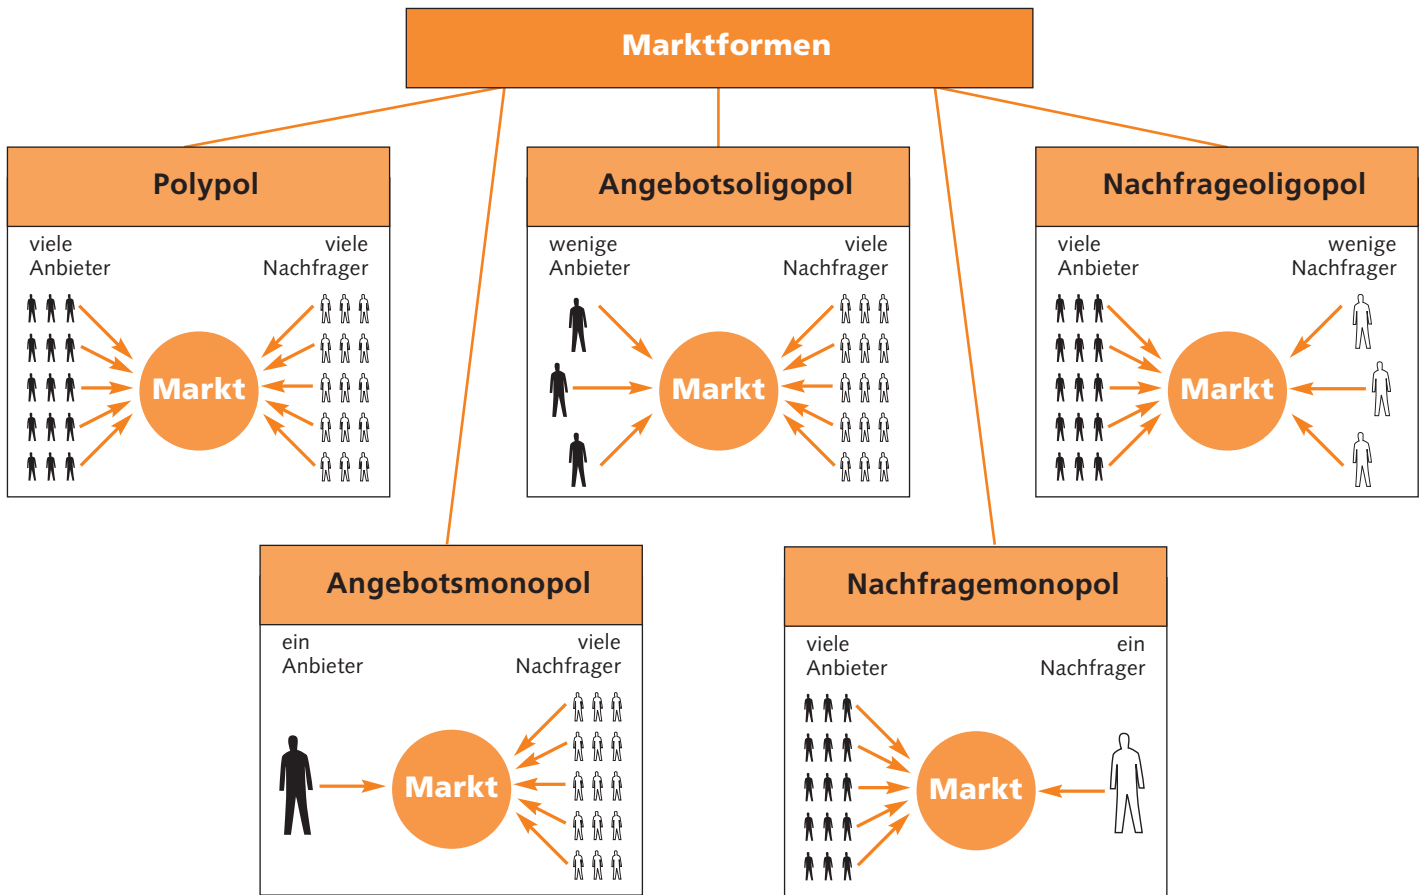 Marktformen
Polypol
viele
Anbieter
viele
Nachfrager
Markt
Angebotsoligopol
wenige
Anbieter
viele
Nachfrager
Markt
Nachfrageoligopol
viele
Anbieter
wenige
Nachfrager
Markt
Angebotsmonopol
ein
Anbieter
viele
Nachfrager
Markt
Nachfragemonopol
viele
Anbieter
ein
Nachfrager
Markt